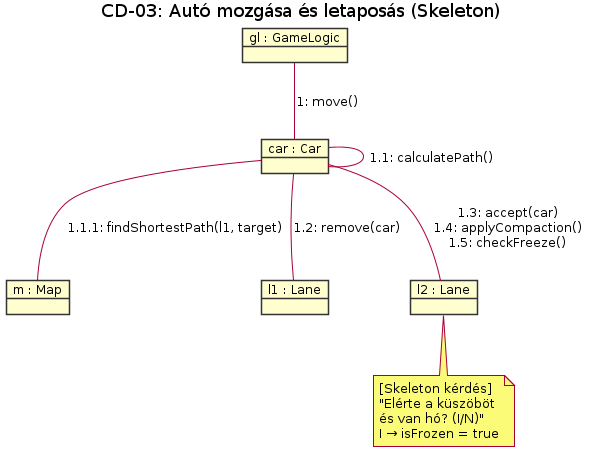 CD-03: Autó mozgása és letaposás (Skeleton)
gl : GameLogic
1: move()
car : Car
1.1: calculatePath()
1.1.1: findShortestPath(l1, target)
1.2: remove(car)
1.3: accept(car)
1.4: applyCompaction()
1.5: checkFreeze()
m : Map
l1 : Lane
l2 : Lane
[Skeleton kérdés]
"Elérte a küszöböt
és van hó? (I/N)"
I → isFrozen = true